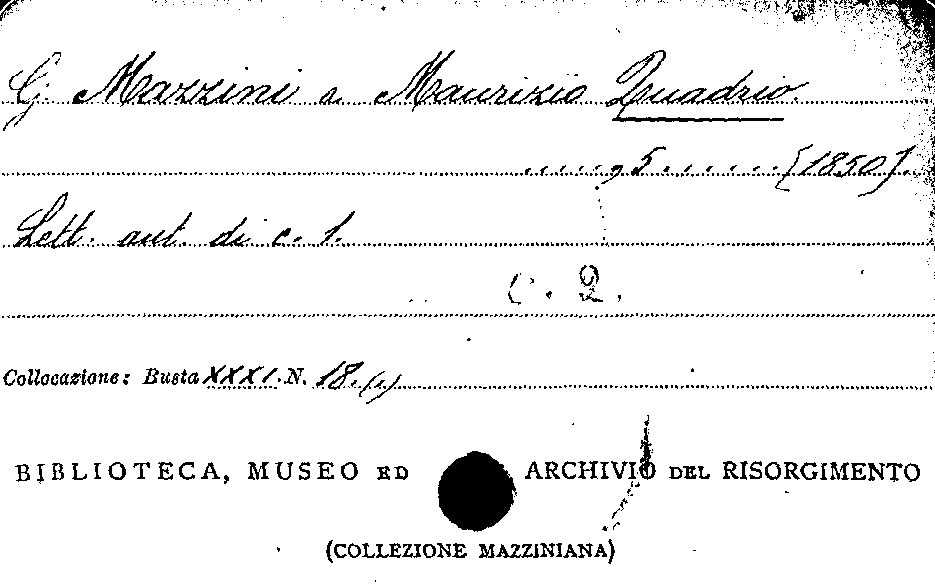 G. Mazzini a Maurizio Quadrio.
..... 5 ...... [1850].
Lett. aut. di c. 1.
C. 2.
Collocazione: Busta XXXI. N. 18.(1)
BIBLIOTECA, MUSEO ED ARCHIVIO DEL RISORGIMENTO
(COLLEZIONE MAZZINIANA)